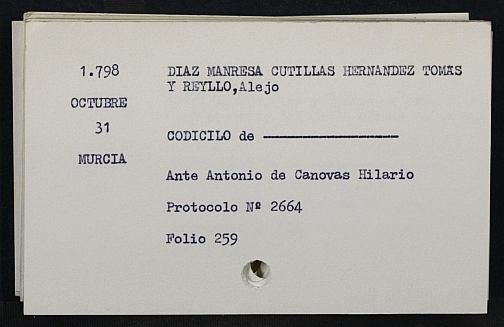 1.798
OCTUBRE
31
MURCIA
DIAZ MANRESA CUTILLAS HERNANDEZ TOMAS
Y REYLLO,Alejo
CODICILO de ————————
Ante Antonio de Canovas Hilario
Protocolo Nº 2664
Folio 259